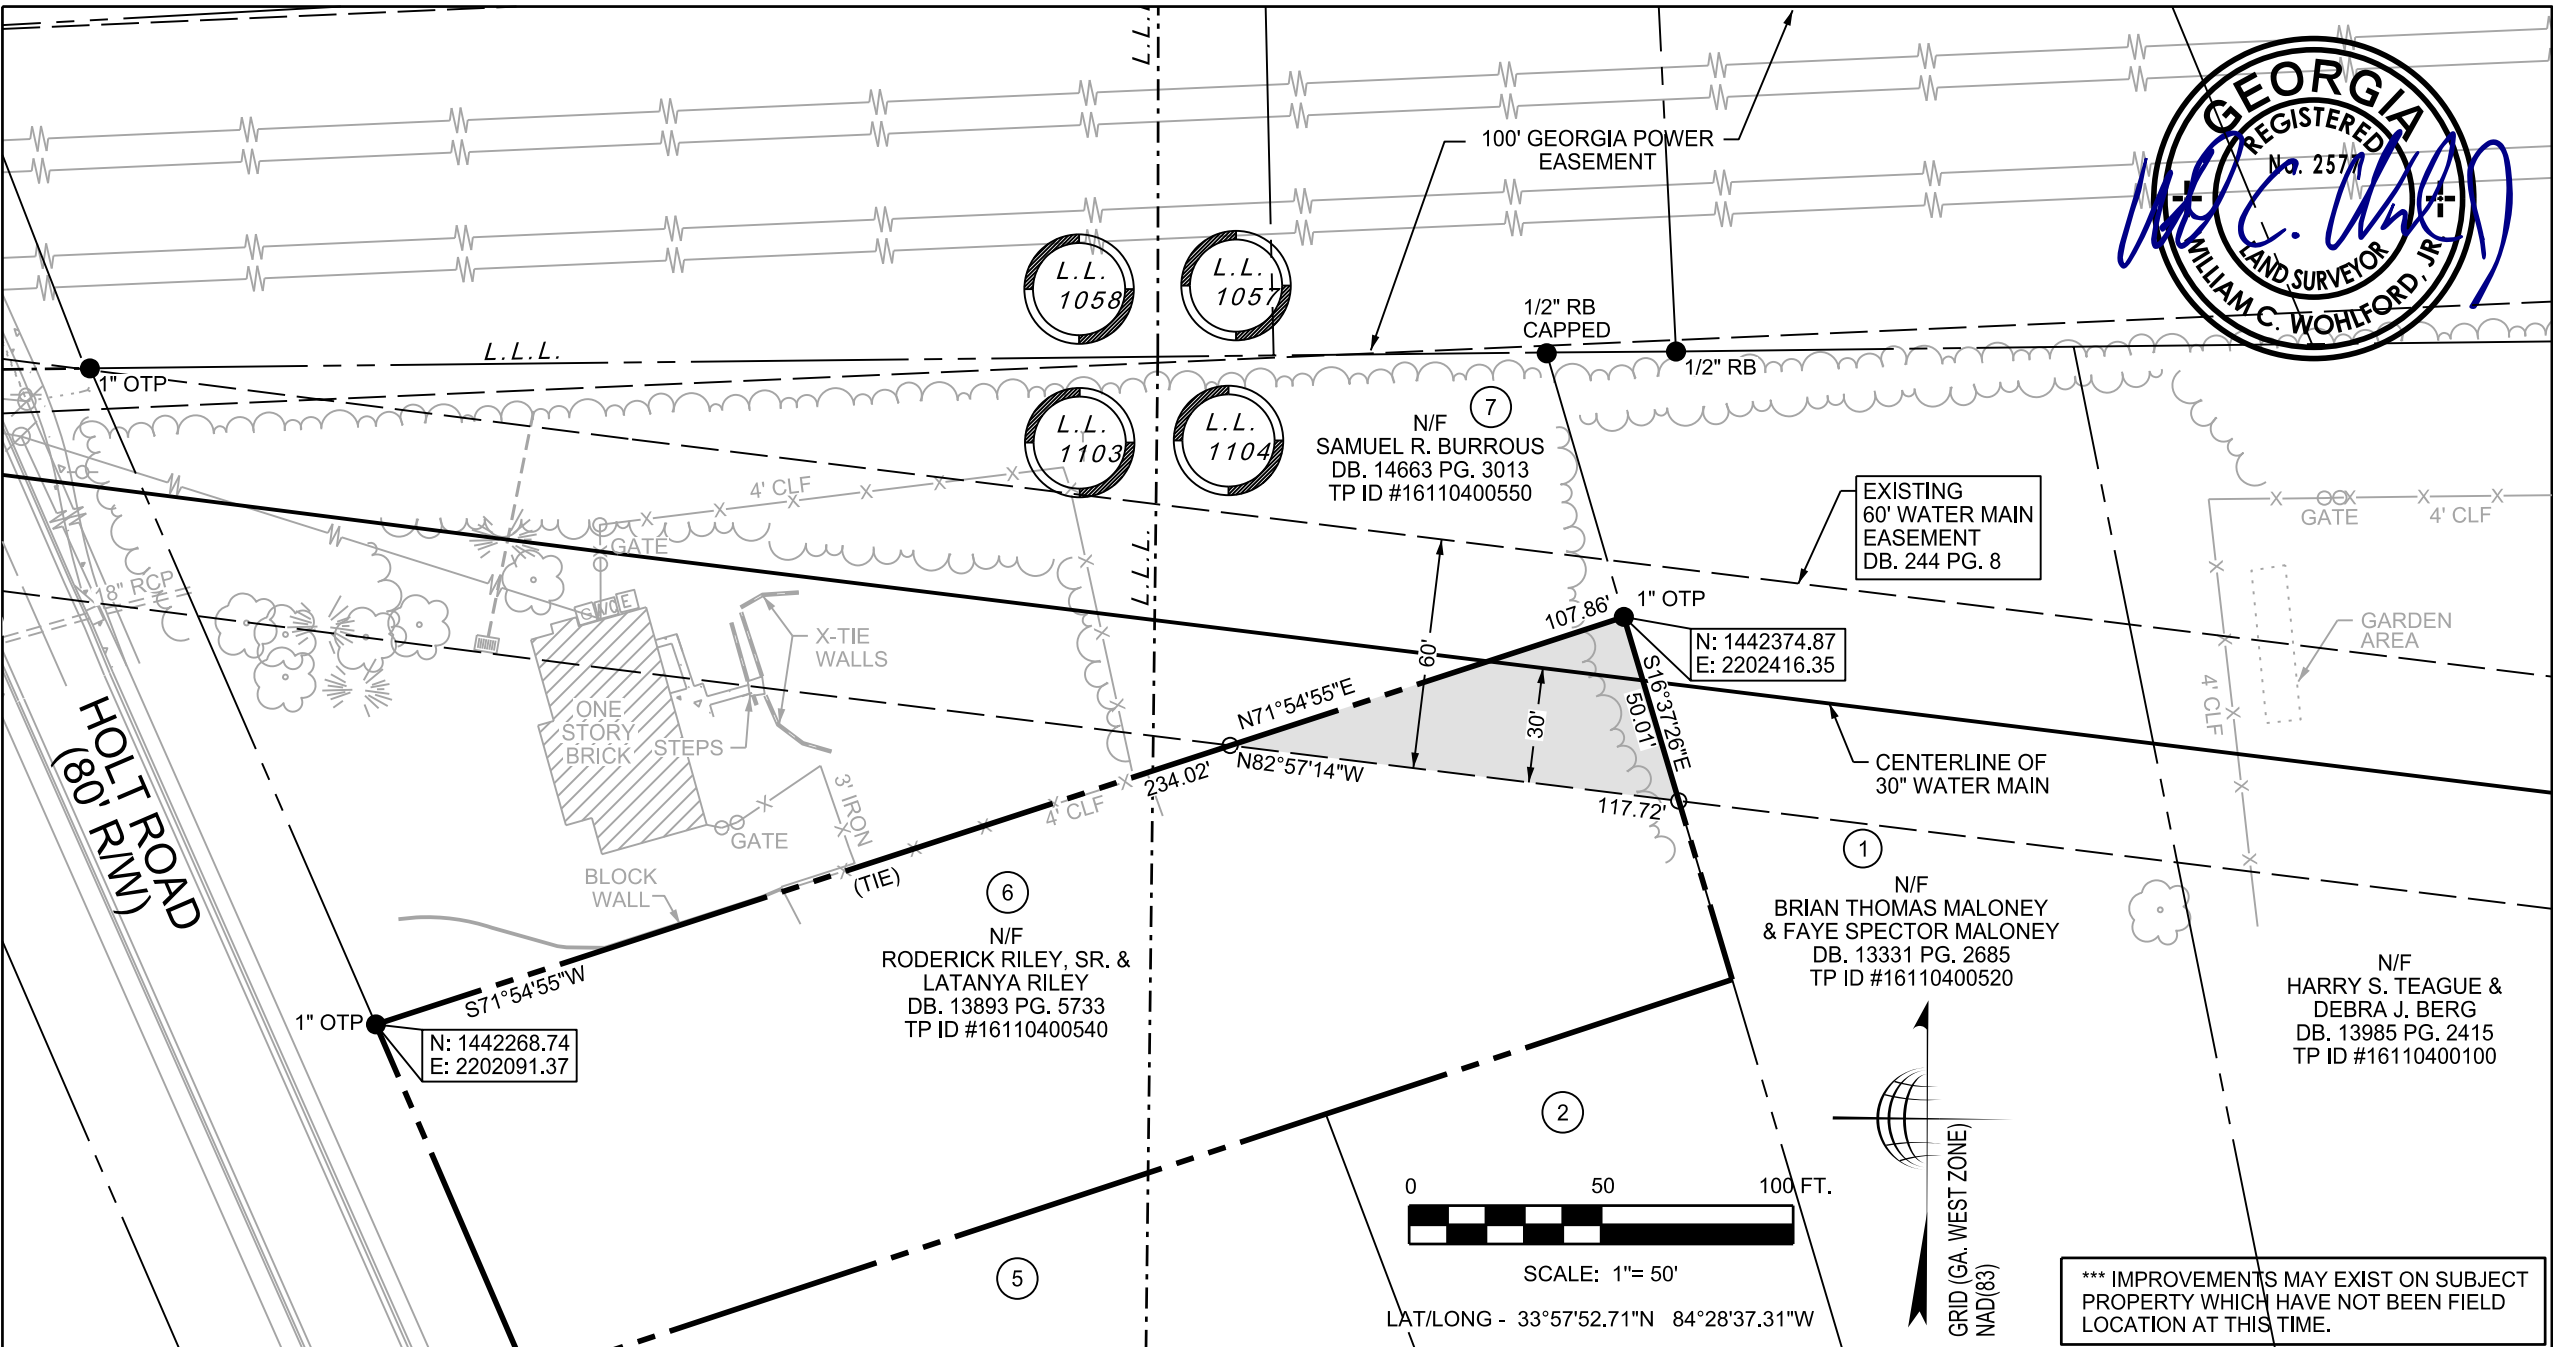 L.L.
GEORGIA
REGISTERED
No. 2577
LAND SURVEYOR
WILLIAM C. WOHLFORD, JR.
100' GEORGIA POWER
EASEMENT
L.L.
1058
L.L.
1057
1/2" RB
CAPPED
1/2" RB
L.L.L.
1" OTP
L.L.
1103
L.L.
1104
7
N/F
SAMUEL R. BURROUS
DB. 14663 PG. 3013
TP ID #16110400550
4' CLF
GATE
EXISTING
60' WATER MAIN
EASEMENT
DB. 244 PG. 8
GATE
4' CLF
L.L.L.
18" RCP
G
W
O
E
X-TIE
WALLS
107.86'
1" OTP
N: 1442374.87
E: 2202416.35
60'
30'
S16°37'26"E
50.01'
GARDEN
AREA
4' CLF
ONE
STORY
BRICK
STEPS
N71°54'55"E
234.02'
N82°57'14"W
117.72'
CENTERLINE OF
30" WATER MAIN
HOLT ROAD
(80' R/W)
GATE
3' IRON
4' CLF
BLOCK
WALL
(TIE)
6
N/F
RODERICK RILEY, SR. &
LATANYA RILEY
DB. 13893 PG. 5733
TP ID #16110400540
1
N/F
BRIAN THOMAS MALONEY
& FAYE SPECTOR MALONEY
DB. 13331 PG. 2685
TP ID #16110400520
N/F
HARRY S. TEAGUE &
DEBRA J. BERG
DB. 13985 PG. 2415
TP ID #16110400100
S71°54'55"W
1" OTP
N: 1442268.74
E: 2202091.37
2
5
0 50 100 FT.
SCALE: 1"= 50'
LAT/LONG - 33°57'52.71"N 84°28'37.31"W
GRID (GA. WEST ZONE)
NAD(83)
*** IMPROVEMENTS MAY EXIST ON SUBJECT
PROPERTY WHICH HAVE NOT BEEN FIELD
LOCATION AT THIS TIME.